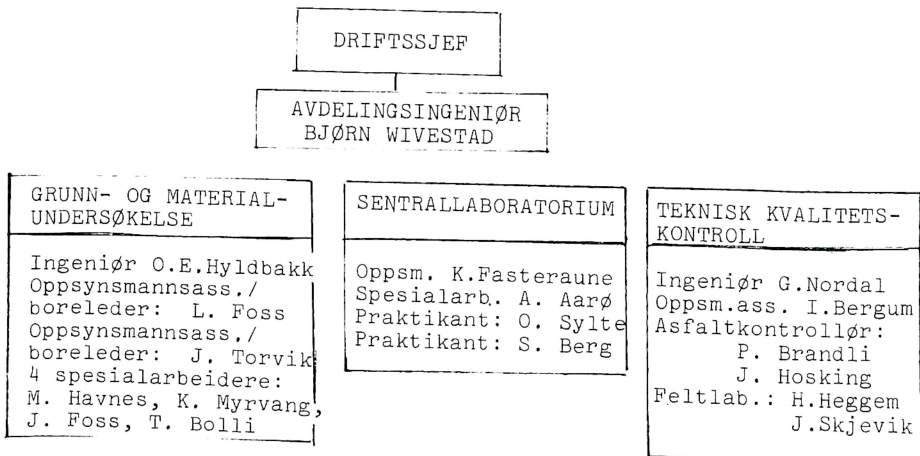 DRIFTSSJEF
AVDELINGSINGENIØR
BJØRN WIVESTAD
GRUNN- OG MATERIAL-
UNDERSØKELSE
Ingeniør O.E.Hyldbakk
Oppsynsmannsass./
boreleder: L. Foss
Oppsynsmannsass./
boreleder: J. Torvik
4 spesialarbeidere:
M. Havnes, K. Myrvang,
J. Foss, T. Bolli
SENTRALLABORATORIUM
Oppsm. K.Fasteraune
Spesialarb. A. Aarø
Praktikant: O. Sylte
Praktikant: S. Berg
TEKNISK KVALITETS-
KONTROLL
Ingeniør G.Nordal
Oppsm.ass. I.Bergum
Asfaltkontrollør:
P. Brandli
J. Hosking
Feltlab.: H.Heggem
J.Skjevik